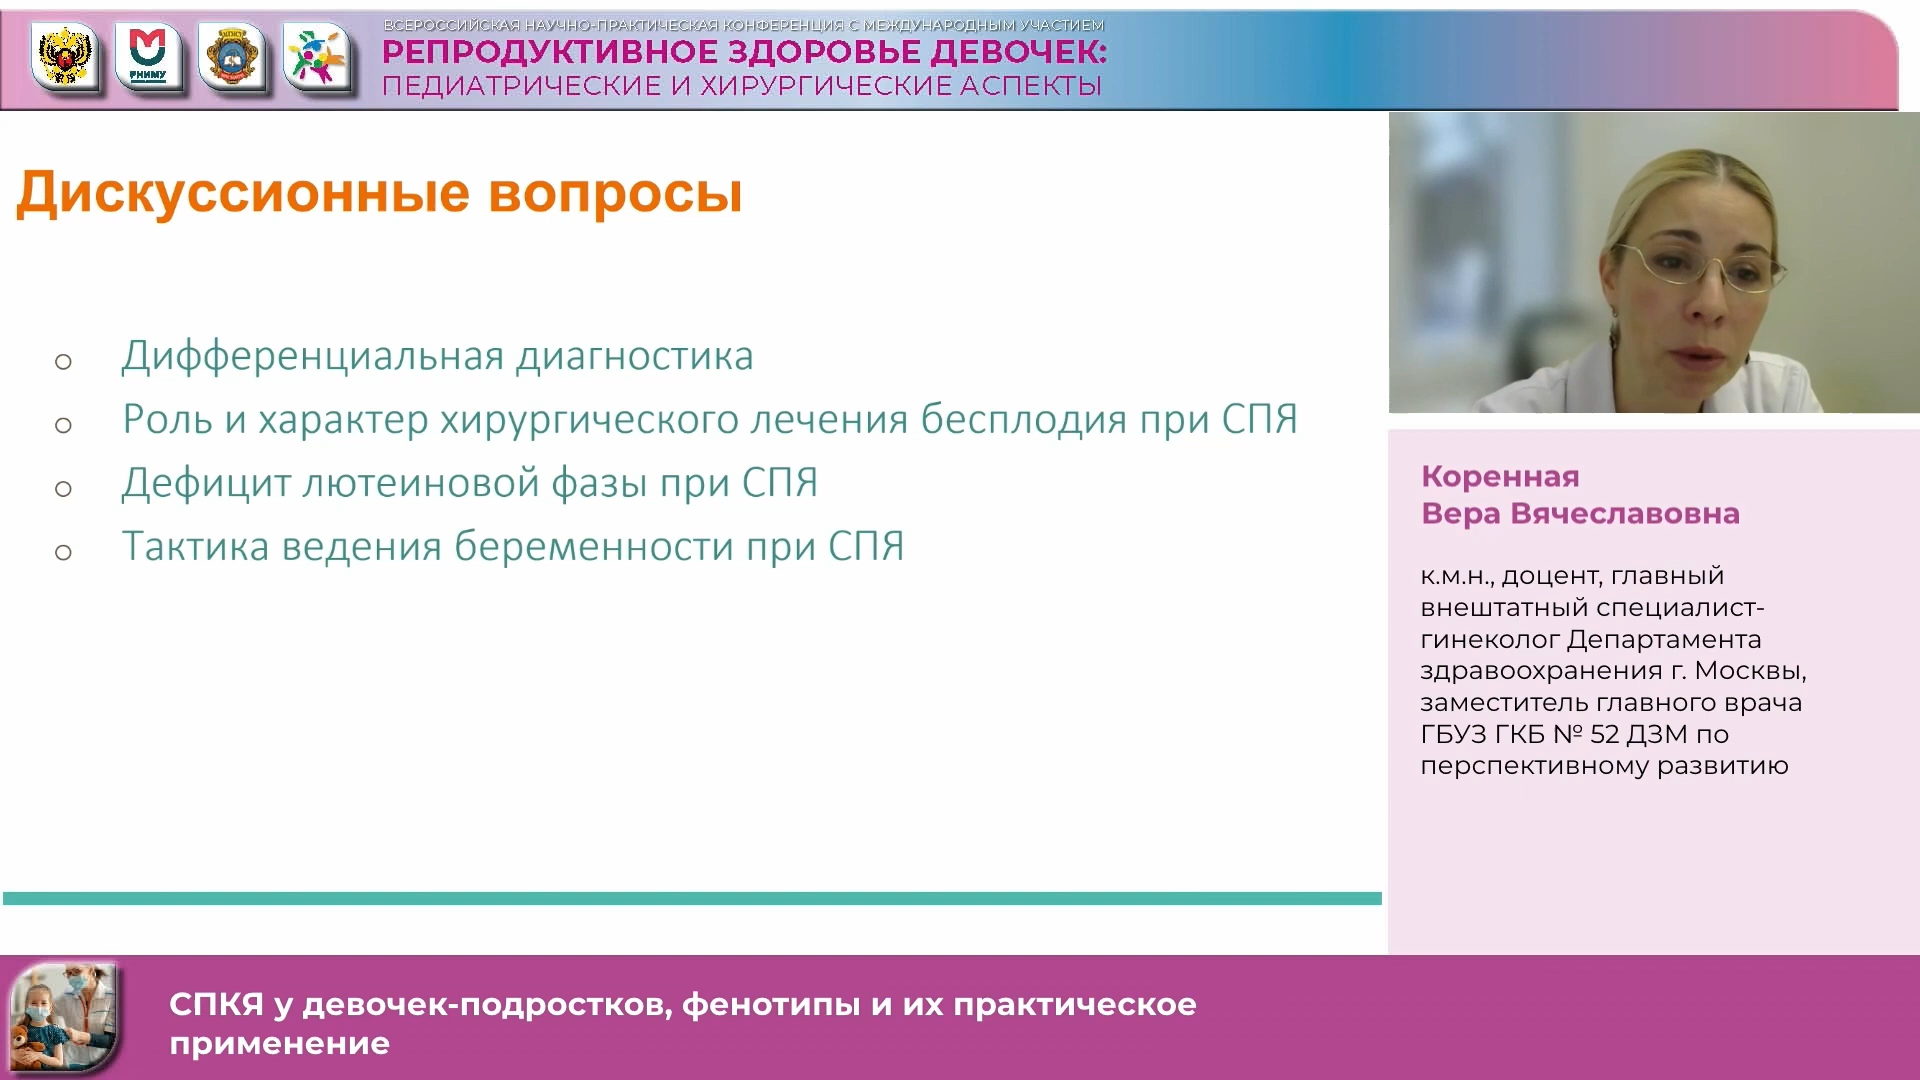 ВСЕРОССИЙСКАЯ НАУЧНО-ПРАКТИЧЕСКАЯ КОНФЕРЕНЦИЯ С МЕЖДУНАРОДНЫМ УЧАСТИЕМ
РЕПРОДУКТИВНОЕ ЗДОРОВЬЕ ДЕВОЧЕК:
ПЕДИАТРИЧЕСКИЕ И ХИРУРГИЧЕСКИЕ АСПЕКТЫ
РНИМУ
Дискуссионные вопросы
Дифференциальная диагностика
Роль и характер хирургического лечения бесплодия при СПЯ
Дефицит лютеиновой фазы при СПЯ
Тактика ведения беременности при СПЯ
Коренная
Вера Вячеславовна
к.м.н., доцент, главный
внештатный специалист-
гинеколог Департамента
здравоохранения г. Москвы,
заместитель главного врача
ГБУЗ ГКБ № 52 ДЗМ по
перспективному развитию
СПКЯ у девочек-подростков, фенотипы и их практическое
применение